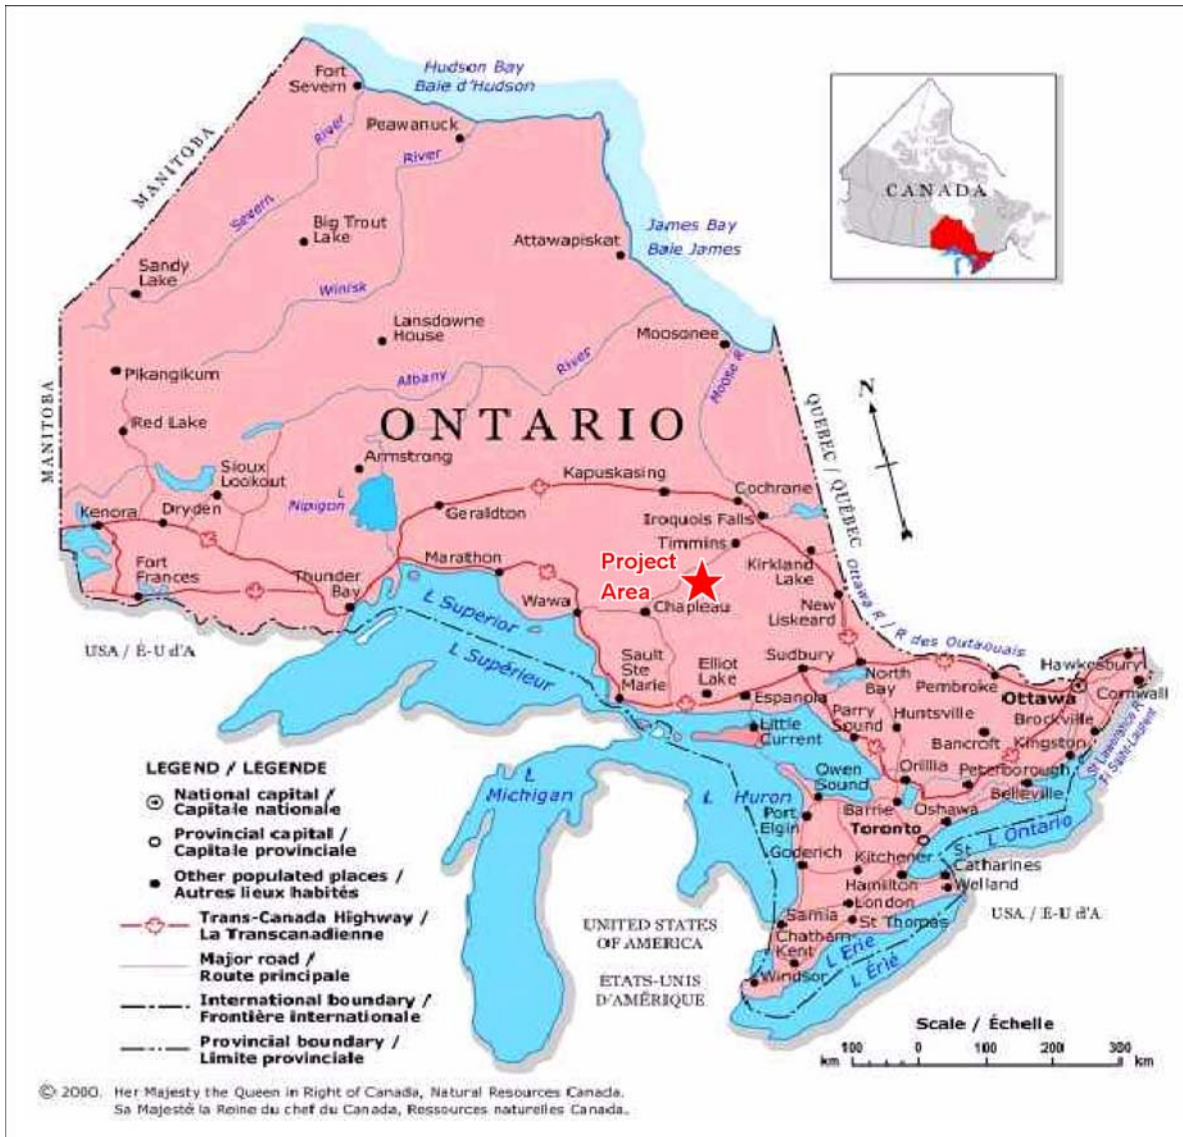 Hudson Bay
Baie d'Hudson
Fort
Severn
Peawanuck
River
River
MANITOBA
Severn
Big Trout
Lake
CANADA
James Bay
Baie James
Attawapiskat
Sandy
Lake
Winisk
Lansdowne
House
Moosonee
River
Moose R
Pikangikum
Albany
N
MANITOBA
Red Lake
ONTARIO
QUEBEC / QUÉBEC
Armstrong
Sioux
Lookout
Kapuskasing
L
Nipigon
Cochrane
Kenora
Dryden
Geraldton
Iroquois Falls
Timmins
Marathon
Project
Area
Kirkland
Lake
Fort
Frances
Thunder
Bay
Ottawa R / R des Outaouais
Wawa
Chapleau
New
Liskeard
L Superior
L Supérieur
USA / É-U d'A
Sault
Ste
Marie
Elliot
Lake
Sudbury
North
Bay
Pembroke
Hawkesbury
Ottawa
Cornwall
Espanola
Parry
Sound
Huntsville
Brockville
Little
Current
Bancroft
Kingston
St Lawrence R
Fl Saint-Laurent
Orillia
Peterborough
Belleville
Owen
Sound
L
Michigan
L Huron
Barrie
Oshawa
Port
Elgin
Toronto
L Ontario
Goderich
Kitchener
St
Catharines
Hamilton
Welland
London
Sarnia
St Thomas
USA / É-U d'A
UNITED STATES
OF AMERICA
Chatham
Kent
L Erie
L Érié
Windsor
ETATS-UNIS
D'AMÉRIQUE
LEGEND / LÉGENDE
National capital /
Capitale nationale
Provincial capital /
Capitale provinciale
Other populated places /
Autres lieux habités
Trans-Canada Highway /
La Transcanadienne
Major road /
Route principale
International boundary /
Frontière internationale
Provincial boundary /
Limite provinciale
Scale / Échelle
km 100 0 100 200 300 km
© 2000. Her Majesty the Queen in Right of Canada, Natural Resources Canada.
Sa Majesté la Reine du chef du Canada, Ressources naturelles Canada.